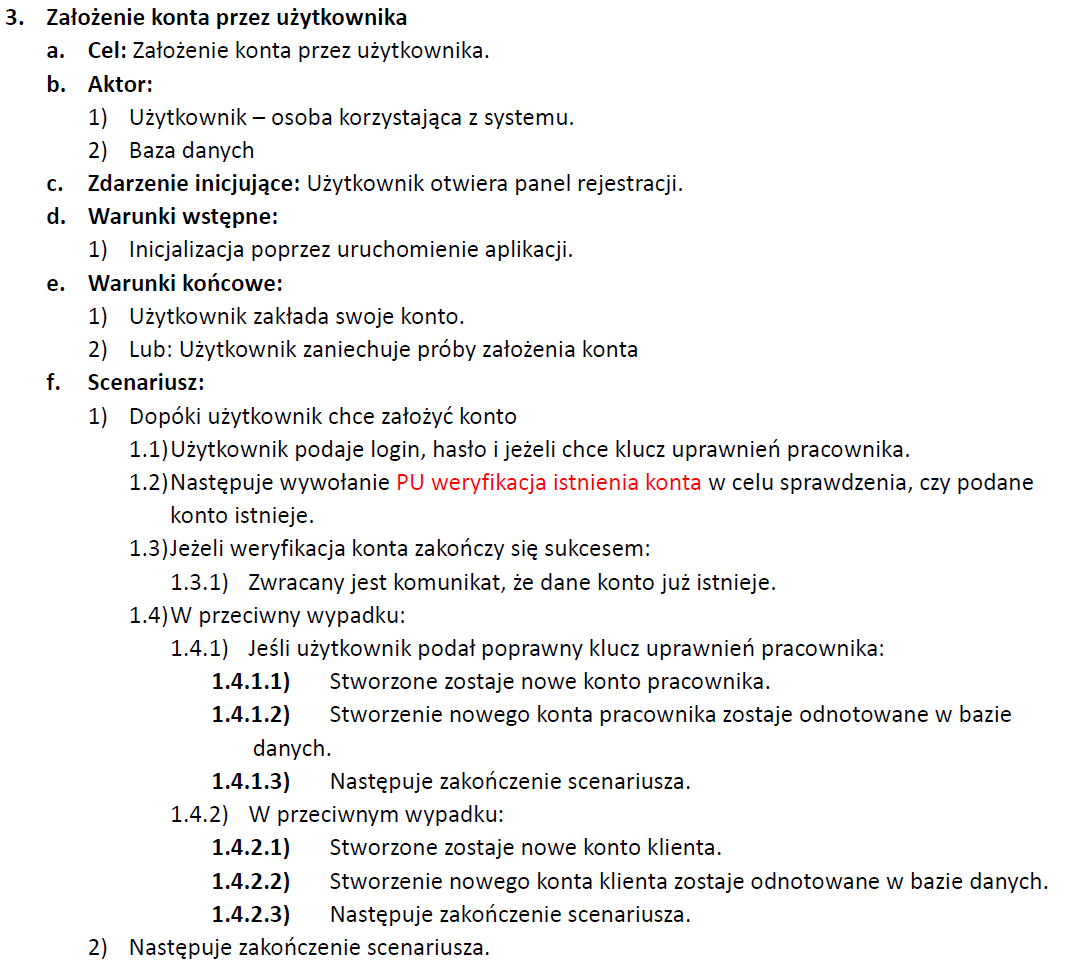 3. Założenie konta przez użytkownika
a. Cel: Założenie konta przez użytkownika.
b. Aktor:
1) Użytkownik – osoba korzystająca z systemu.
2) Baza danych
c. Zdarzenie inicjujące: Użytkownik otwiera panel rejestracji.
d. Warunki wstępne:
1) Inicjalizacja poprzez uruchomienie aplikacji.
e. Warunki końcowe:
1) Użytkownik zakłada swoje konto.
2) Lub: Użytkownik zaniechuje próby założenia konta
f. Scenariusz:
1) Dopóki użytkownik chce założyć konto
1.1)Użytkownik podaje login, hasło i jeżeli chce klucz uprawnień pracownika.
1.2)Następuje wywołanie PU weryfikacja istnienia konta w celu sprawdzenia, czy podane
konto istnieje.
1.3)Jeżeli weryfikacja konta zakończy się sukcesem:
1.3.1) Zwracany jest komunikat, że dane konto już istnieje.
1.4)W przeciwny wypadku:
1.4.1) Jeśli użytkownik podał poprawny klucz uprawnień pracownika:
1.4.1.1) Stworzone zostaje nowe konto pracownika.
1.4.1.2) Stworzenie nowego konta pracownika zostaje odnotowane w bazie
danych.
1.4.1.3) Następuje zakończenie scenariusza.
1.4.2) W przeciwnym wypadku:
1.4.2.1) Stworzone zostaje nowe konto klienta.
1.4.2.2) Stworzenie nowego konta klienta zostaje odnotowane w bazie danych.
1.4.2.3) Następuje zakończenie scenariusza.
2) Następuje zakończenie scenariusza.